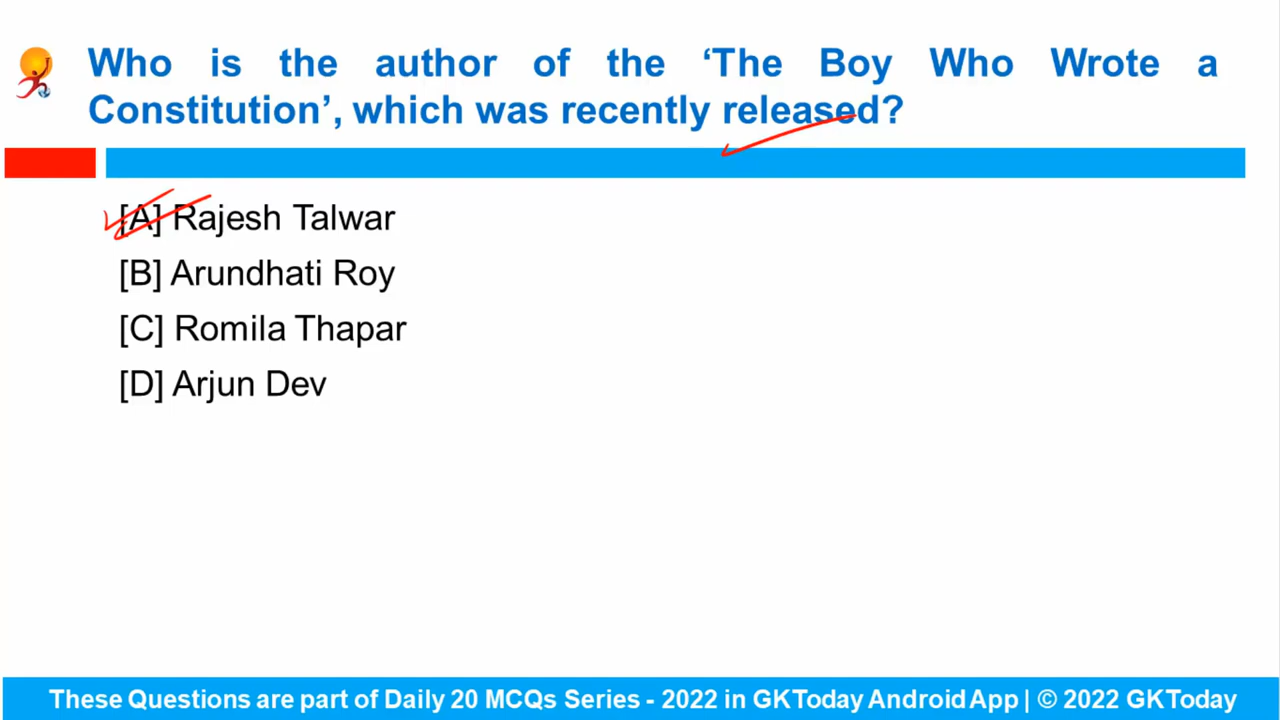 Who is the author of the ‘The Boy Who Wrote a
Constitution’, which was recently released?
[A] Rajesh Talwar
[B] Arundhati Roy
[C] Romila Thapar
[D] Arjun Dev
These Questions are part of Daily 20 MCQs Series - 2022 in GKToday Android App | © 2022 GKToday